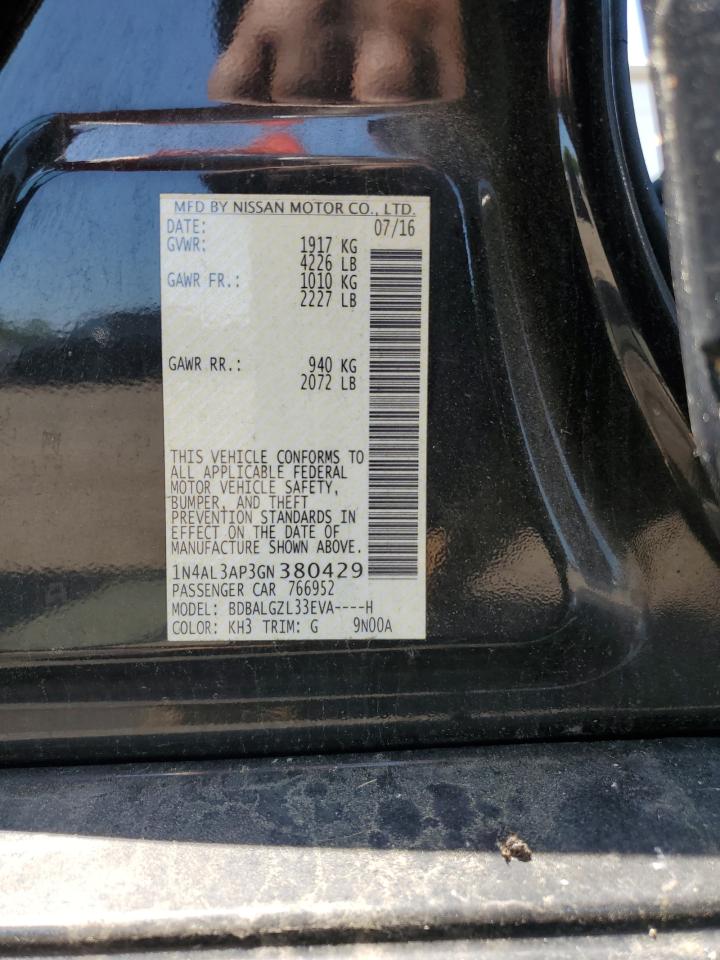 MFD BY NISSAN MOTOR CO., LTD.
DATE: 07/16
GVWR: 1917 KG
4226 LB
GAWR FR.: 1010 KG
2227 LB
GAWR RR.: 940 KG
2072 LB
THIS VEHICLE CONFORMS TO
ALL APPLICABLE FEDERAL
MOTOR VEHICLE SAFETY,
BUMPER, AND THEFT
PREVENTION STANDARDS IN
EFFECT ON THE DATE OF
MANUFACTURE SHOWN ABOVE.
1N4AL3AP3GN380429
PASSENGER CAR 766952
MODEL: BDBALGZL33EVA----H
COLOR: KH3 TRIM: G 9N00A